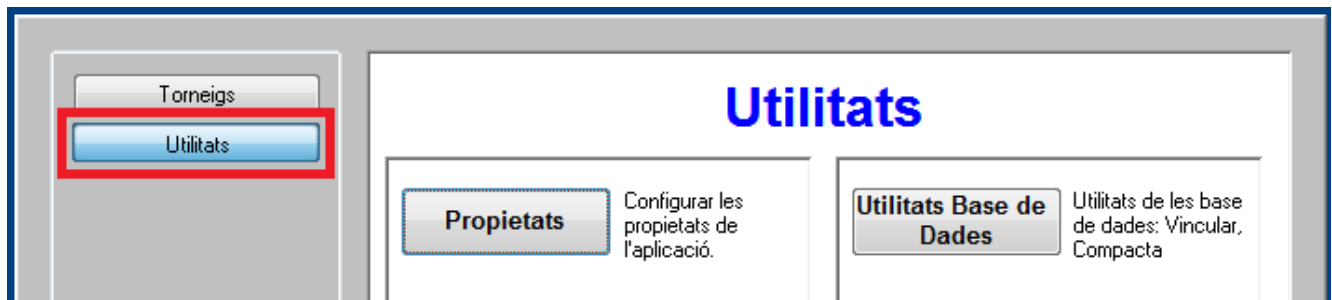 Torneigs
Utilitats
Utilitats
Propietats
Configurar les
propietats de
l'aplicació.
Utilitats Base de
Dades
Utilitats de les base
de dades: Vincular,
Compacta